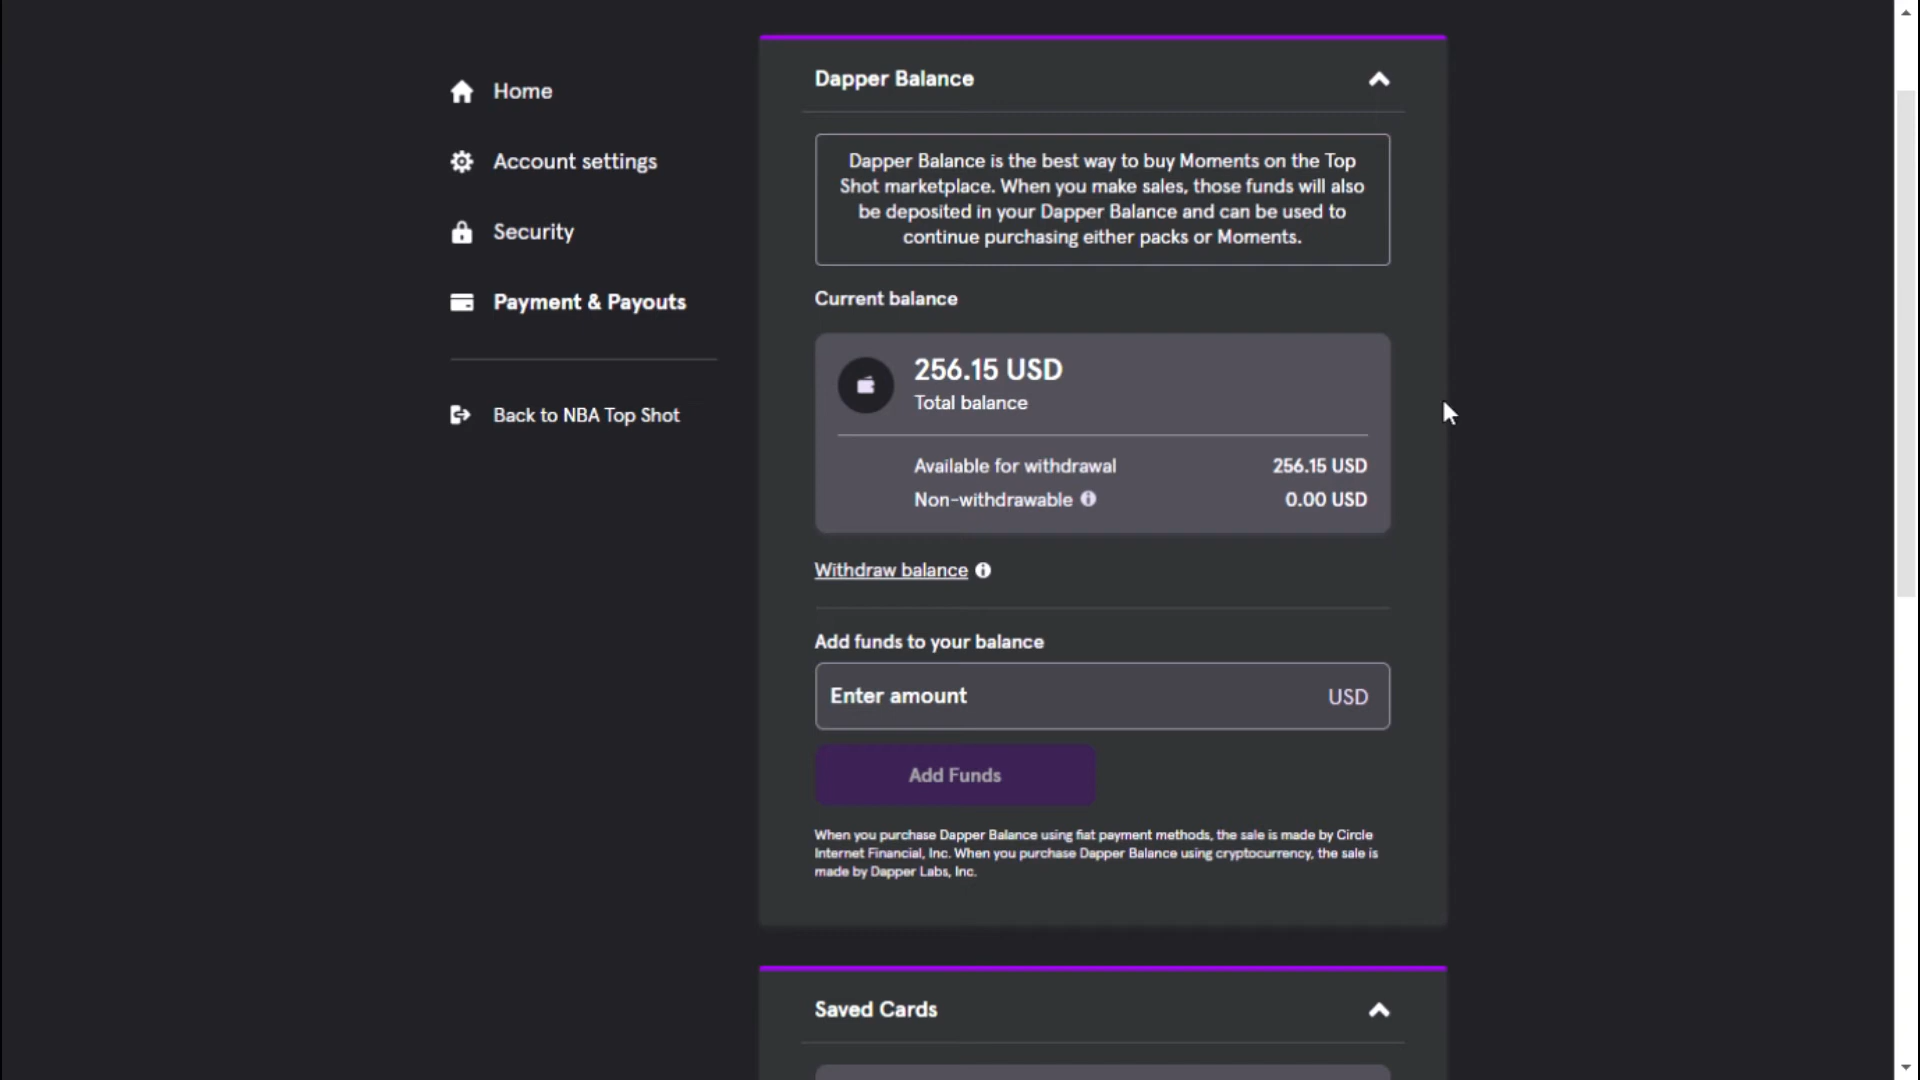 Home
Account settings
Security
Payment & Payouts
Back to NBA Top Shot
Dapper Balance
Dapper Balance is the best way to buy Moments on the Top
Shot marketplace. When you make sales, those funds will also
be deposited in your Dapper Balance and can be used to
continue purchasing either packs or Moments.
Current balance
256.15 USD
Total balance
Available for withdrawal 256.15 USD
Non-withdrawable 0.00 USD
Withdraw balance
Add funds to your balance
Enter amount USD
Add Funds
When you purchase Dapper Balance using fiat payment methods, the sale is made by Circle
Internet Financial, Inc. When you purchase Dapper Balance using cryptocurrency, the sale is
made by Dapper Labs, Inc.
Saved Cards